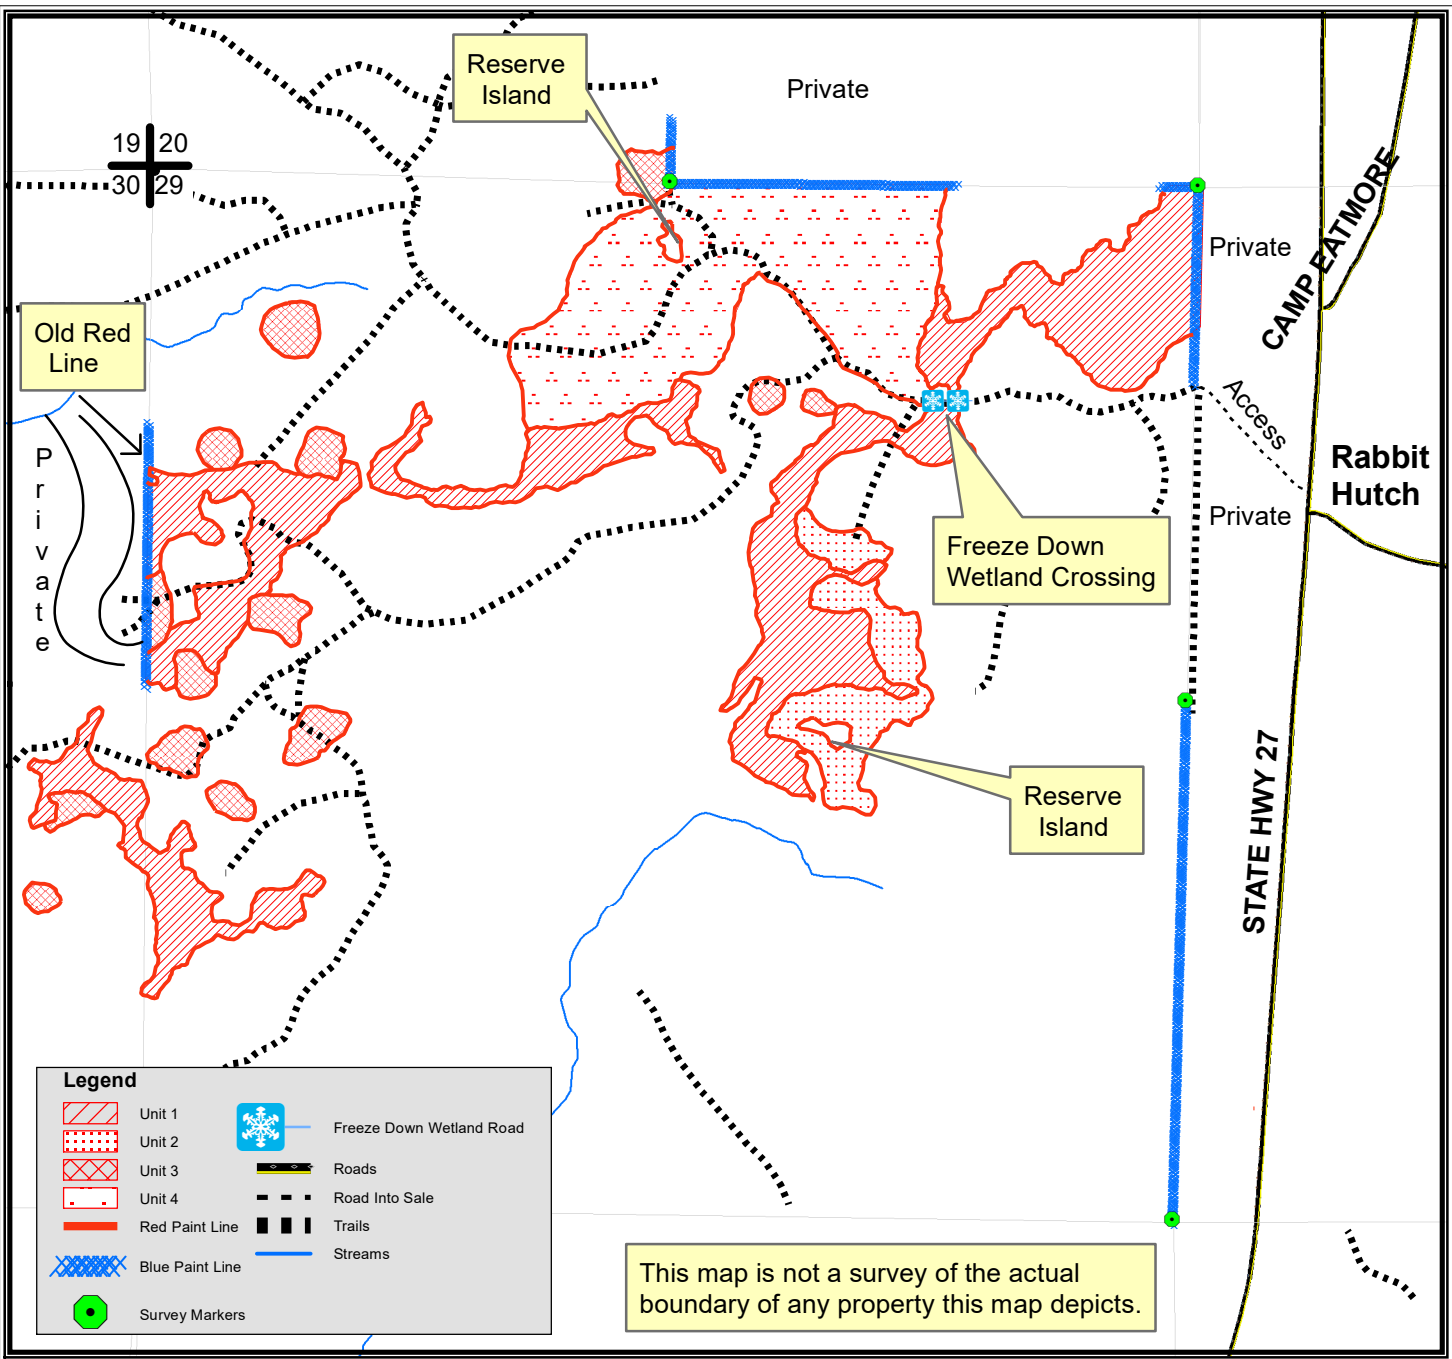 Reserve
Island
Private
19 20
30 29
CAMP EATMORE
Private
Old Red
Line
Access
Rabbit
Hutch
Private
Private
Freeze Down
Wetland Crossing
Reserve
Island
STATE HWY 27
Legend
Unit 1
Unit 2
Unit 3
Unit 4
Red Paint Line
Blue Paint Line
Survey Markers
Freeze Down Wetland Road
Roads
Road Into Sale
Trails
Streams
This map is not a survey of the actual
boundary of any property this map depicts.